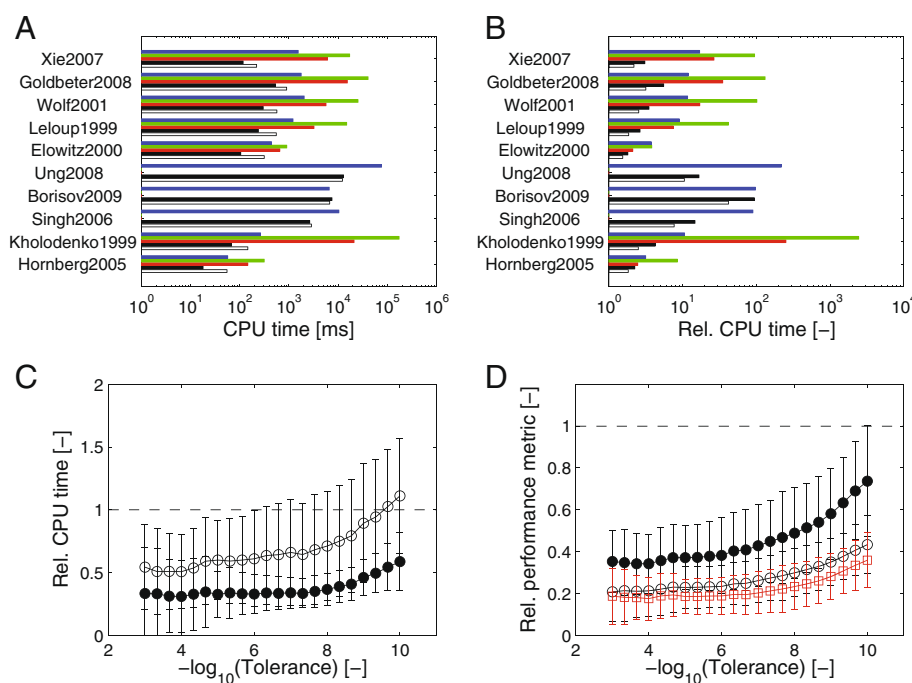 A
Xie2007
Goldbeter2008
Wolf2001
Leloup1999
Elowitz2000
Ung2008
Borisov2009
Singh2006
Kholodenko1999
Hornberg2005
10^0 10^1 10^2 10^3 10^4 10^5 10^6
CPU time [ms]
B
Xie2007
Goldbeter2008
Wolf2001
Leloup1999
Elowitz2000
Ung2008
Borisov2009
Singh2006
Kholodenko1999
Hornberg2005
10^0 10^1 10^2 10^3 10^4
Rel. CPU time [–]
C
Rel. CPU time [–]
2
1.5
1
0.5
0
2 4 6 8 10
–log10(Tolerance) [–]
D
Rel. performance metric [–]
1
0.8
0.6
0.4
0.2
0
2 4 6 8 10
–log10(Tolerance) [–]